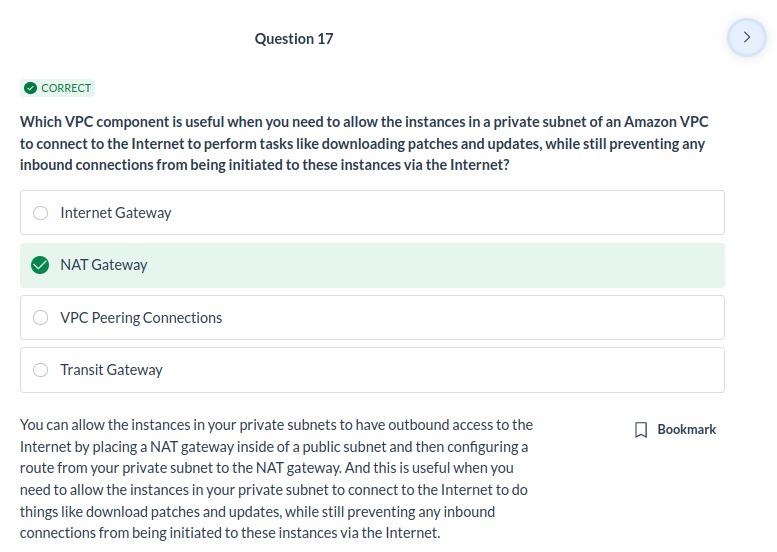 Question 17
CORRECT
Which VPC component is useful when you need to allow the instances in a private subnet of an Amazon VPC
to connect to the Internet to perform tasks like downloading patches and updates, while still preventing any
inbound connections from being initiated to these instances via the Internet?
Internet Gateway
NAT Gateway
VPC Peering Connections
Transit Gateway
You can allow the instances in your private subnets to have outbound access to the
Internet by placing a NAT gateway inside of a public subnet and then configuring a
route from your private subnet to the NAT gateway. And this is useful when you
need to allow the instances in your private subnet to connect to the Internet to do
things like download patches and updates, while still preventing any inbound
connections from being initiated to these instances via the Internet.
Bookmark